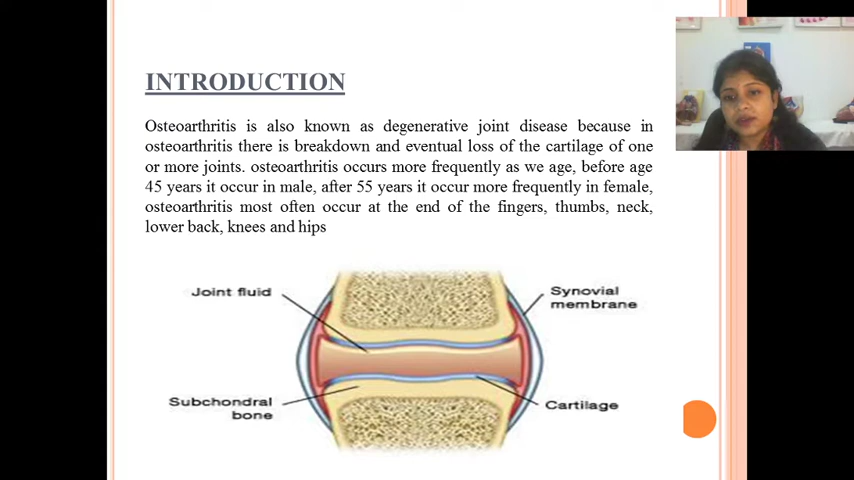 INTRODUCTION
Osteoarthritis is also known as degenerative joint disease because in
osteoarthritis there is breakdown and eventual loss of the cartilage of one
or more joints. osteoarthritis occurs more frequently as we age, before age
45 years it occur in male, after 55 years it occur more frequently in female,
osteoarthritis most often occur at the end of the fingers, thumbs, neck,
lower back, knees and hips
Joint fluid
Synovial
membrane
Subchondral
bone
Cartilage